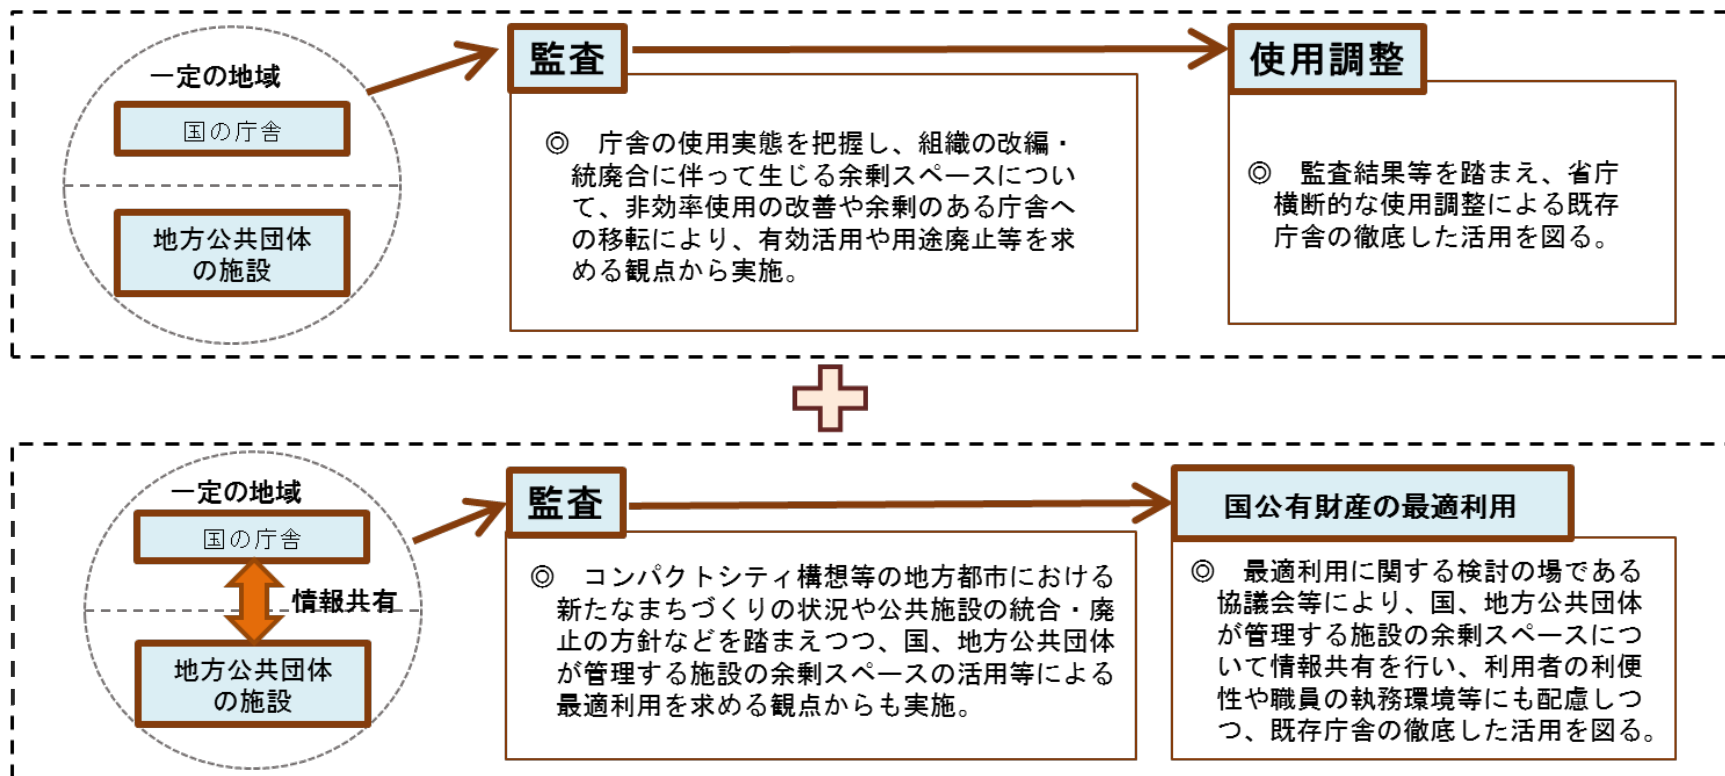 一定の地域
国の庁舎
地方公共団体
の施設
監査
◎　庁舎の使用実態を把握し、組織の改編・
統廃合に伴って生じる余剰スペースについ
て、非効率使用の改善や余剰のある庁舎へ
の移転により、有効活用や用途廃止等を求
める観点から実施。
使用調整
◎　監査結果等を踏まえ、省庁
横断的な使用調整による既存
庁舎の徹底した活用を図る。
一定の地域
国の庁舎
情報共有
地方公共団体
の施設
監査
◎　コンパクトシティ構想等の地方都市における
新たなまちづくりの状況や公共施設の統合・廃
止の方針などを踏まえつつ、国、地方公共団体
が管理する施設の余剰スペースの活用等による
最適利用を求める観点からも実施。
国公有財産の最適利用
◎　最適利用に関する検討の場である
協議会等により、国、地方公共団体
が管理する施設の余剰スペースにつ
いて情報共有を行い、利用者の利便
性や職員の執務環境等にも配慮しつ
つ、既存庁舎の徹底した活用を図る。